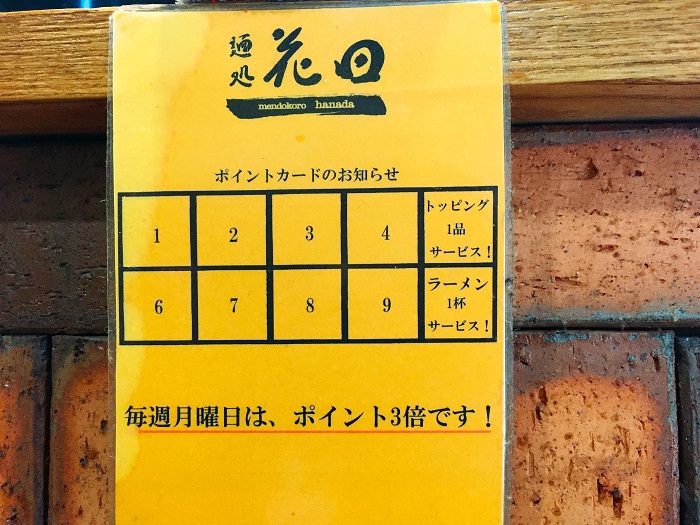 麺処 花田
mendokoro hanada
ポイントカードのお知らせ
1 2 3 4 トッピング
1品
サービス！
6 7 8 9 ラーメン
1杯
サービス！
毎週月曜日は、ポイント3倍です！